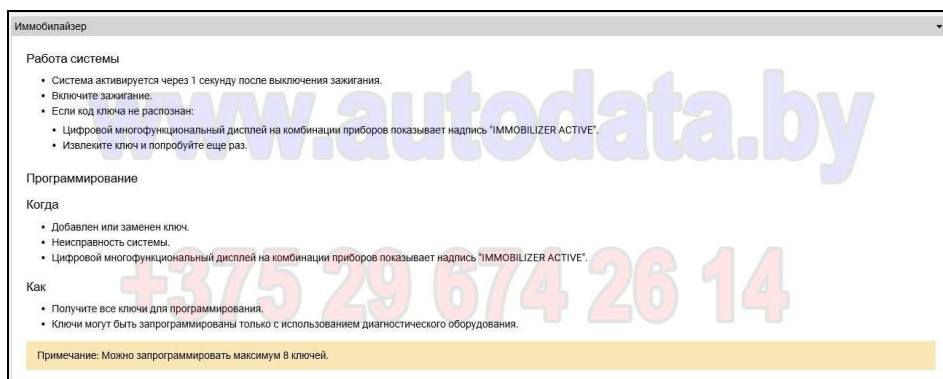 Иммобилайзер
Работа системы
• Система активируется через 1 секунду после выключения зажигания.
• Включите зажигание.
• Если код ключа не распознан:
• Цифровой многофункциональный дисплей на комбинации приборов показывает надпись "IMMOBILIZER ACTIVE".
• Извлеките ключ и попробуйте еще раз.
www.autodata.by
Программирование
Когда
• Добавлен или заменен ключ.
• Неисправность системы.
• Цифровой многофункциональный дисплей на комбинации приборов показывает надпись "IMMOBILIZER ACTIVE".
+375 29 674 26 14
Как
• Получите все ключи для программирования.
• Ключи могут быть запрограммированы только с использованием диагностического оборудования.
Примечание: Можно запрограммировать максимум 8 ключей.